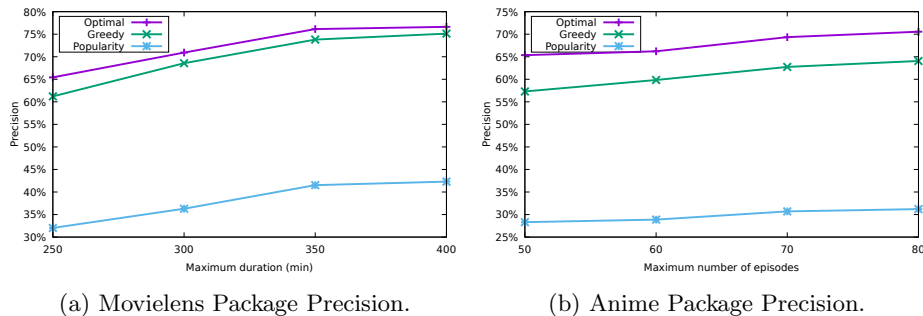 80%
75%
70%
65%
60%
55%
50%
45%
40%
35%
30%
Precision
Optimal
Greedy
Popularity
250 300 350 400
Maximum duration (min)
(a) Movielens Package Precision.
75%
70%
65%
60%
55%
50%
45%
40%
35%
30%
25%
Precision
Optimal
Greedy
Popularity
50 60 70 80
Maximum number of episodes
(b) Anime Package Precision.